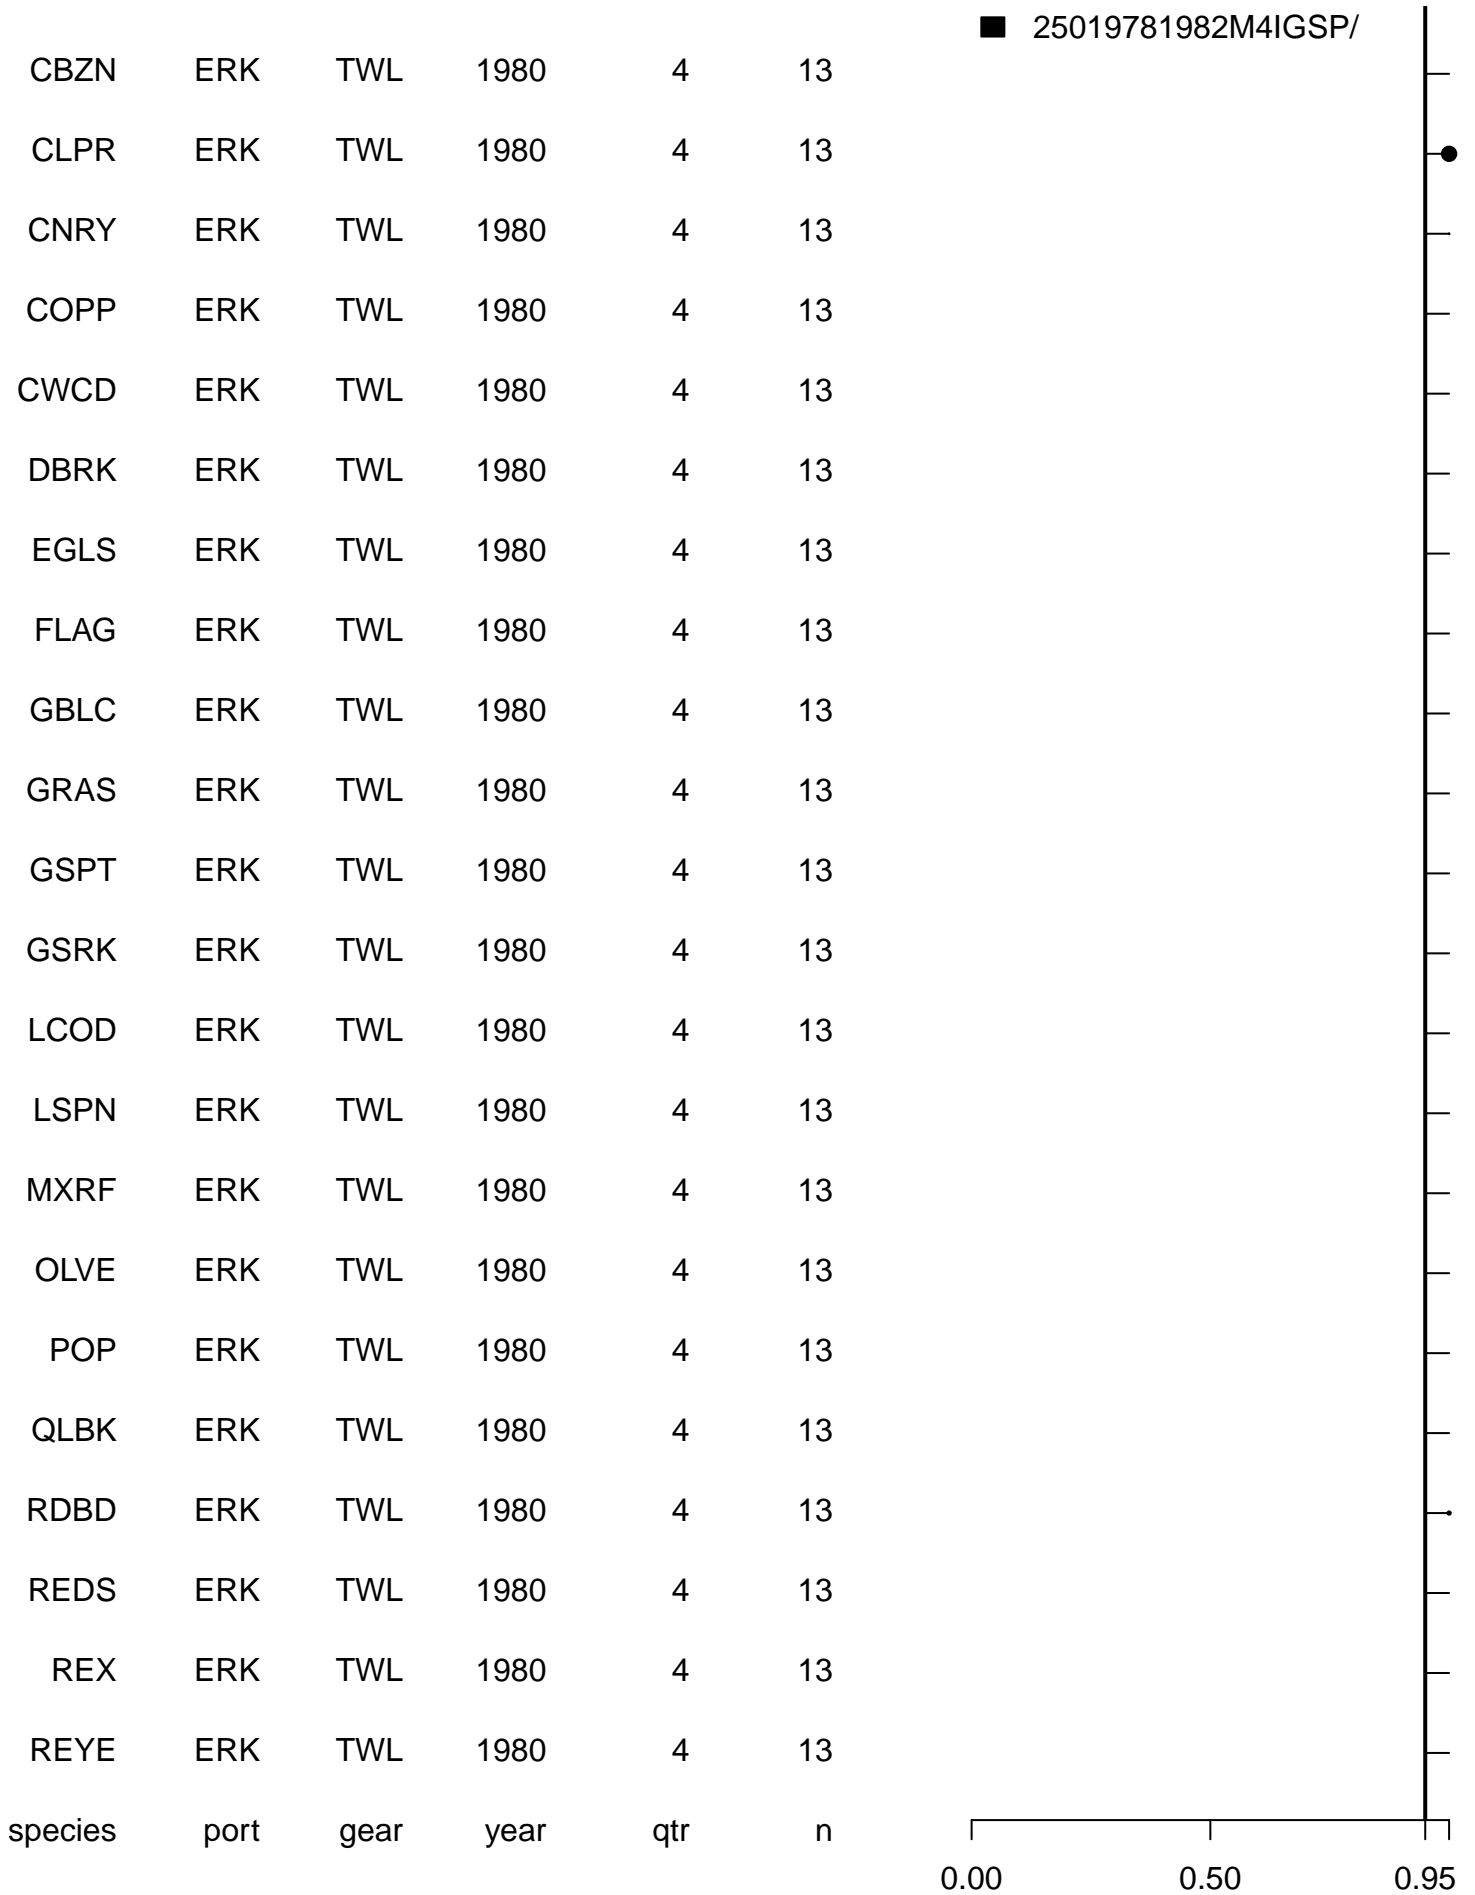 25019781982M4IGSP/
CBZN ERK TWL 1980 4 13
CLPR ERK TWL 1980 4 13
CNRY ERK TWL 1980 4 13
COPP ERK TWL 1980 4 13
CWCD ERK TWL 1980 4 13
DBRK ERK TWL 1980 4 13
EGLS ERK TWL 1980 4 13
FLAG ERK TWL 1980 4 13
GBLC ERK TWL 1980 4 13
GRAS ERK TWL 1980 4 13
GSPT ERK TWL 1980 4 13
GSRK ERK TWL 1980 4 13
LCOD ERK TWL 1980 4 13
LSPN ERK TWL 1980 4 13
MXRF ERK TWL 1980 4 13
OLVE ERK TWL 1980 4 13
POP ERK TWL 1980 4 13
QLBK ERK TWL 1980 4 13
RDBD ERK TWL 1980 4 13
REDS ERK TWL 1980 4 13
REX ERK TWL 1980 4 13
REYE ERK TWL 1980 4 13
species port gear year qtr n
0.00 0.50 0.95